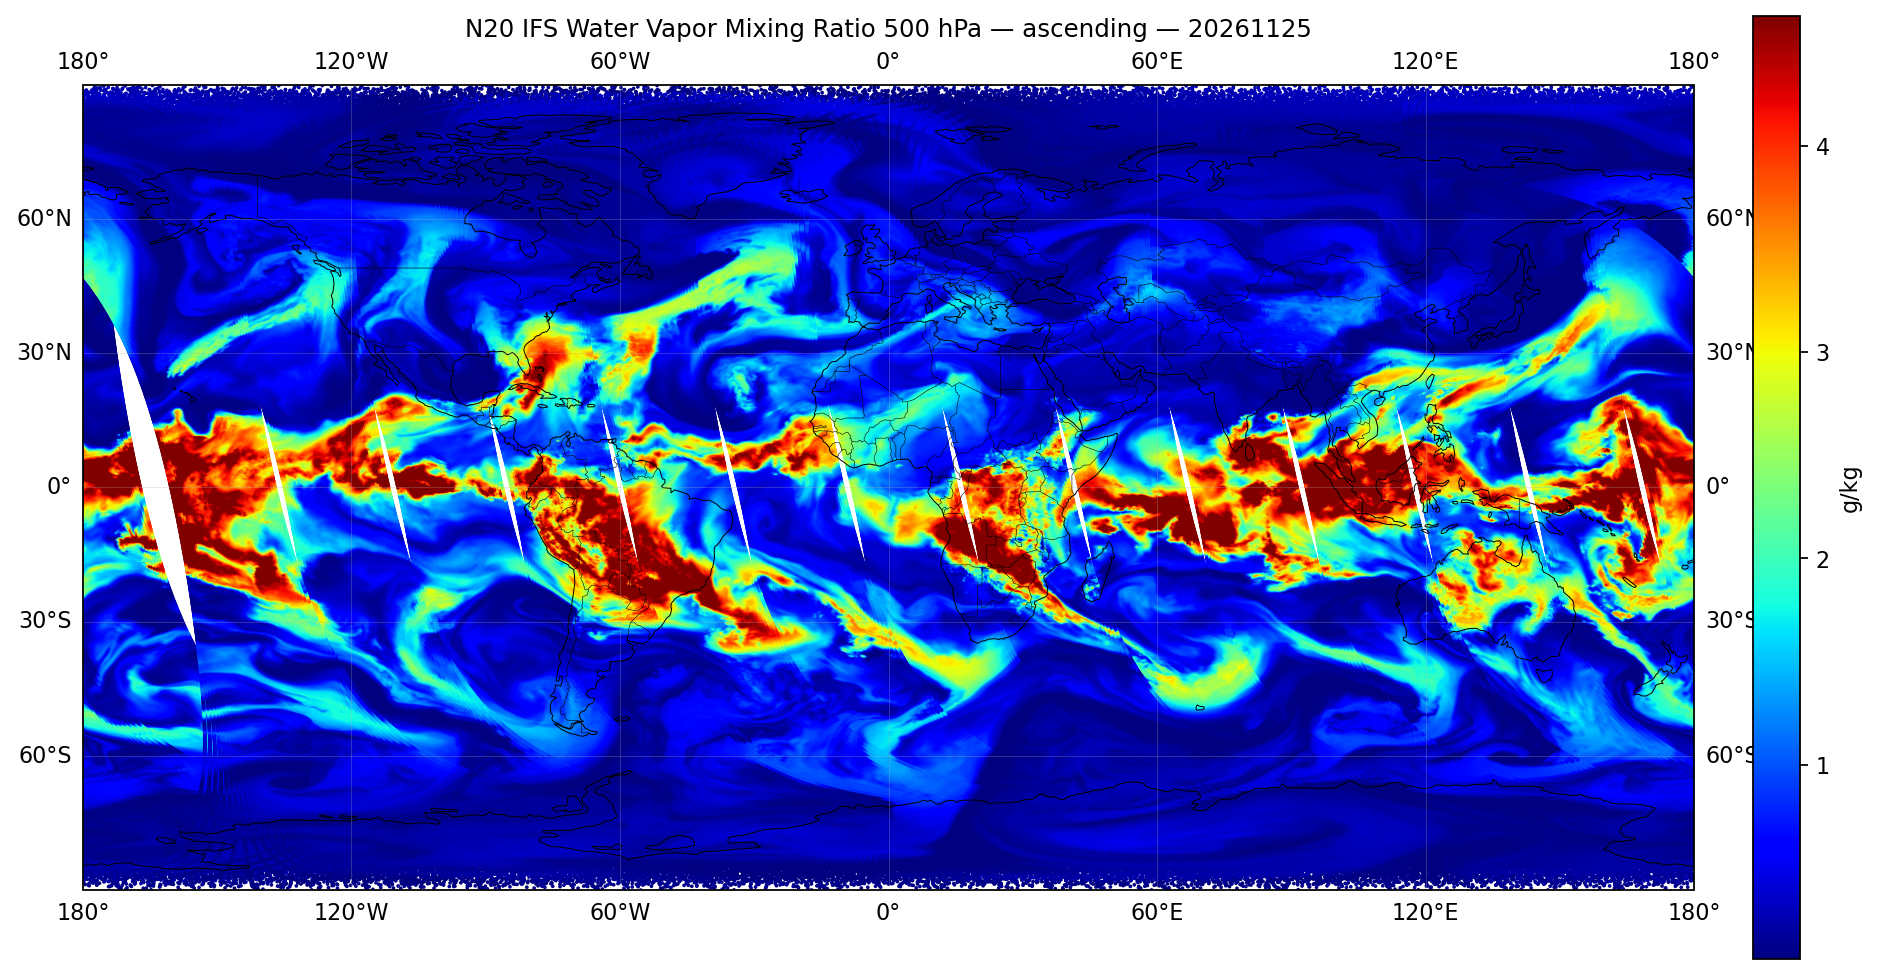 N20 IFS Water Vapor Mixing Ratio 500 hPa — ascending — 20261125
180° 120°W 60°W 0° 60°E 120°E 180°
60°N 60°N
30°N 30°N
0° 0°
30°S 30°S
60°S 60°S
180° 120°W 60°W 0° 60°E 120°E 180°
4
3
2
1
g/kg